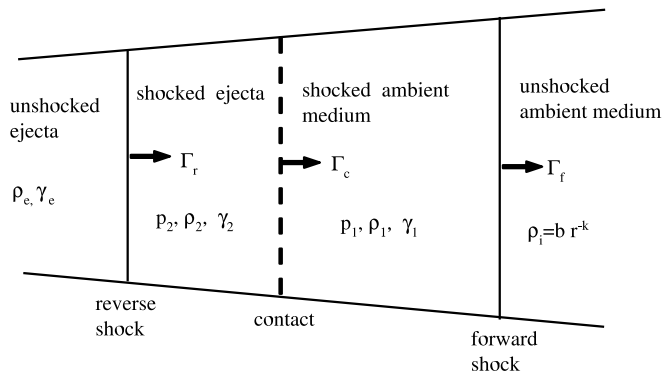 unshocked
ejecta
ρe, γe
shocked ejecta
Γr
p2, ρ2, γ2
shocked ambient
medium
Γc
p1, ρ1, γ1
unshocked
ambient medium
Γf
ρi=b r-k
reverse
shock
contact
forward
shock